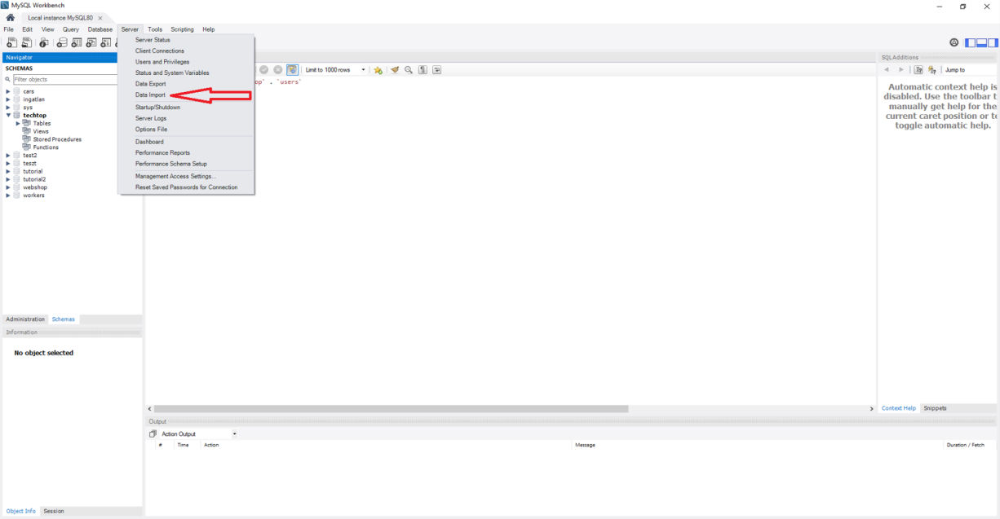 MySQL Workbench
Local instance MySQL80
File Edit View Query Database Server Tools Scripting Help
Navigator
SCHEMAS
Filter objects
cars
ingatlan
sys
techtop
Tables
Views
Stored Procedures
Functions
test2
teszt
tutorial
tutorial2
webshop
workers
Administration Schemas
Information
No object selected
Object Info Session
Server Status
Client Connections
Users and Privileges
Status and System Variables
Data Export
Data Import
Startup/Shutdown
Server Logs
Options File
Dashboard
Performance Reports
Performance Schema Setup
Management Access Settings...
Reset Saved Passwords for Connection
Limit to 1000 rows
op` . `users`
Output
Action Output
# Time Action Message Duration / Fetch
SQLAdditions
Jump to
Automatic context help is
disabled. Use the toolbar t
manually get help for the
current caret position or t
toggle automatic help.
Context Help Snippets